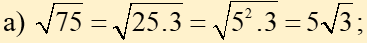 a) √75 = √25.3 = √5².3 = 5√3 ;